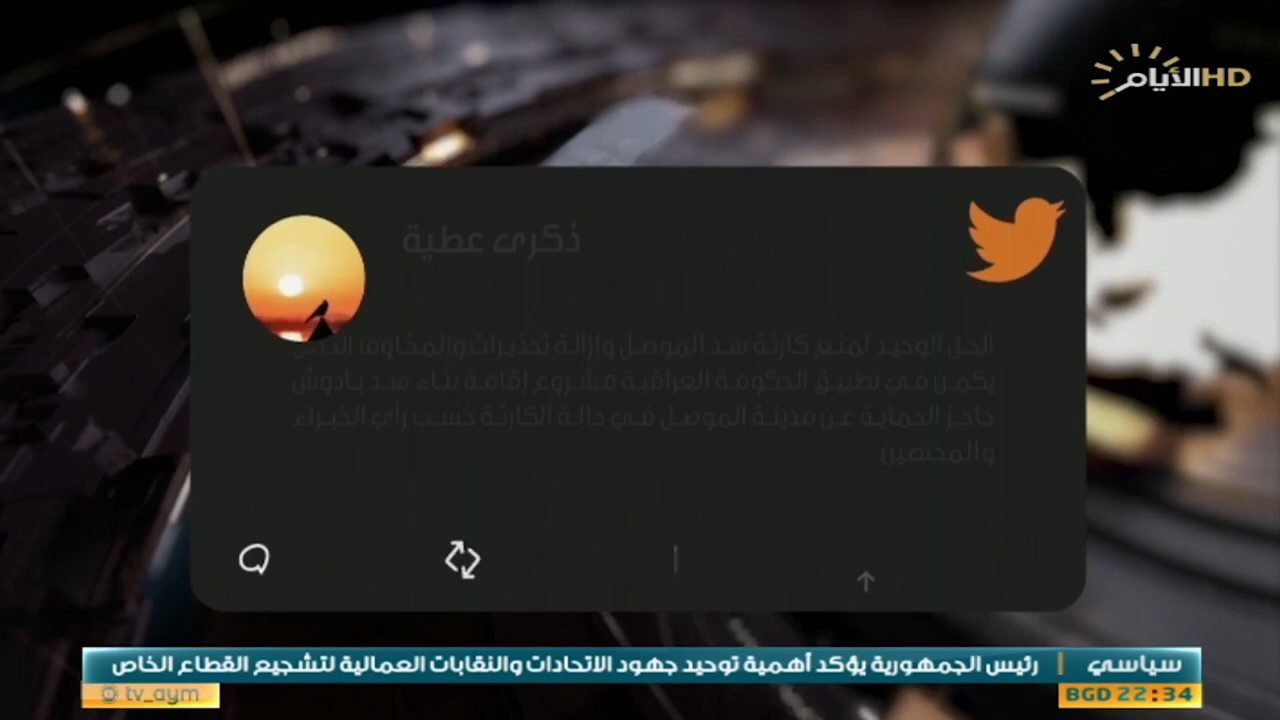 الأيام HD
ذكرى عطية
الحل الوحيد لمنع كارثة سد الموصل وازالة تحذيرات والمخاوف الناس
يكمن في تطبيق الحكومة العراقية مشروع إقامة بناء سد بادوش
حاجز الحماية عن مدينة الموصل في حالة الكارثة حسب رأي الخبراء
والمختصين
سياسي | رئيس الجمهورية يؤكد أهمية توحيد جهود الاتحادات والنقابات العمالية لتشجيع القطاع الخاص
tv_aym
BGD 22:34